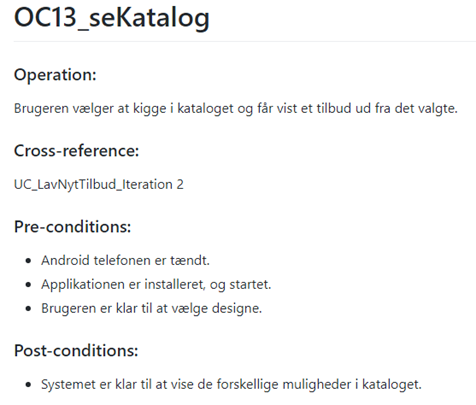 OC13_seKatalog
Operation:
Brugeren vælger at kigge i kataloget og får vist et tilbud ud fra det valgte.
Cross-reference:
UC_LavNytTilbud_Iteration 2
Pre-conditions:
• Android telefonen er tændt.
• Applikationen er installeret, og startet.
• Brugeren er klar til at vælge designe.
Post-conditions:
• Systemet er klar til at vise de forskellige muligheder i kataloget.